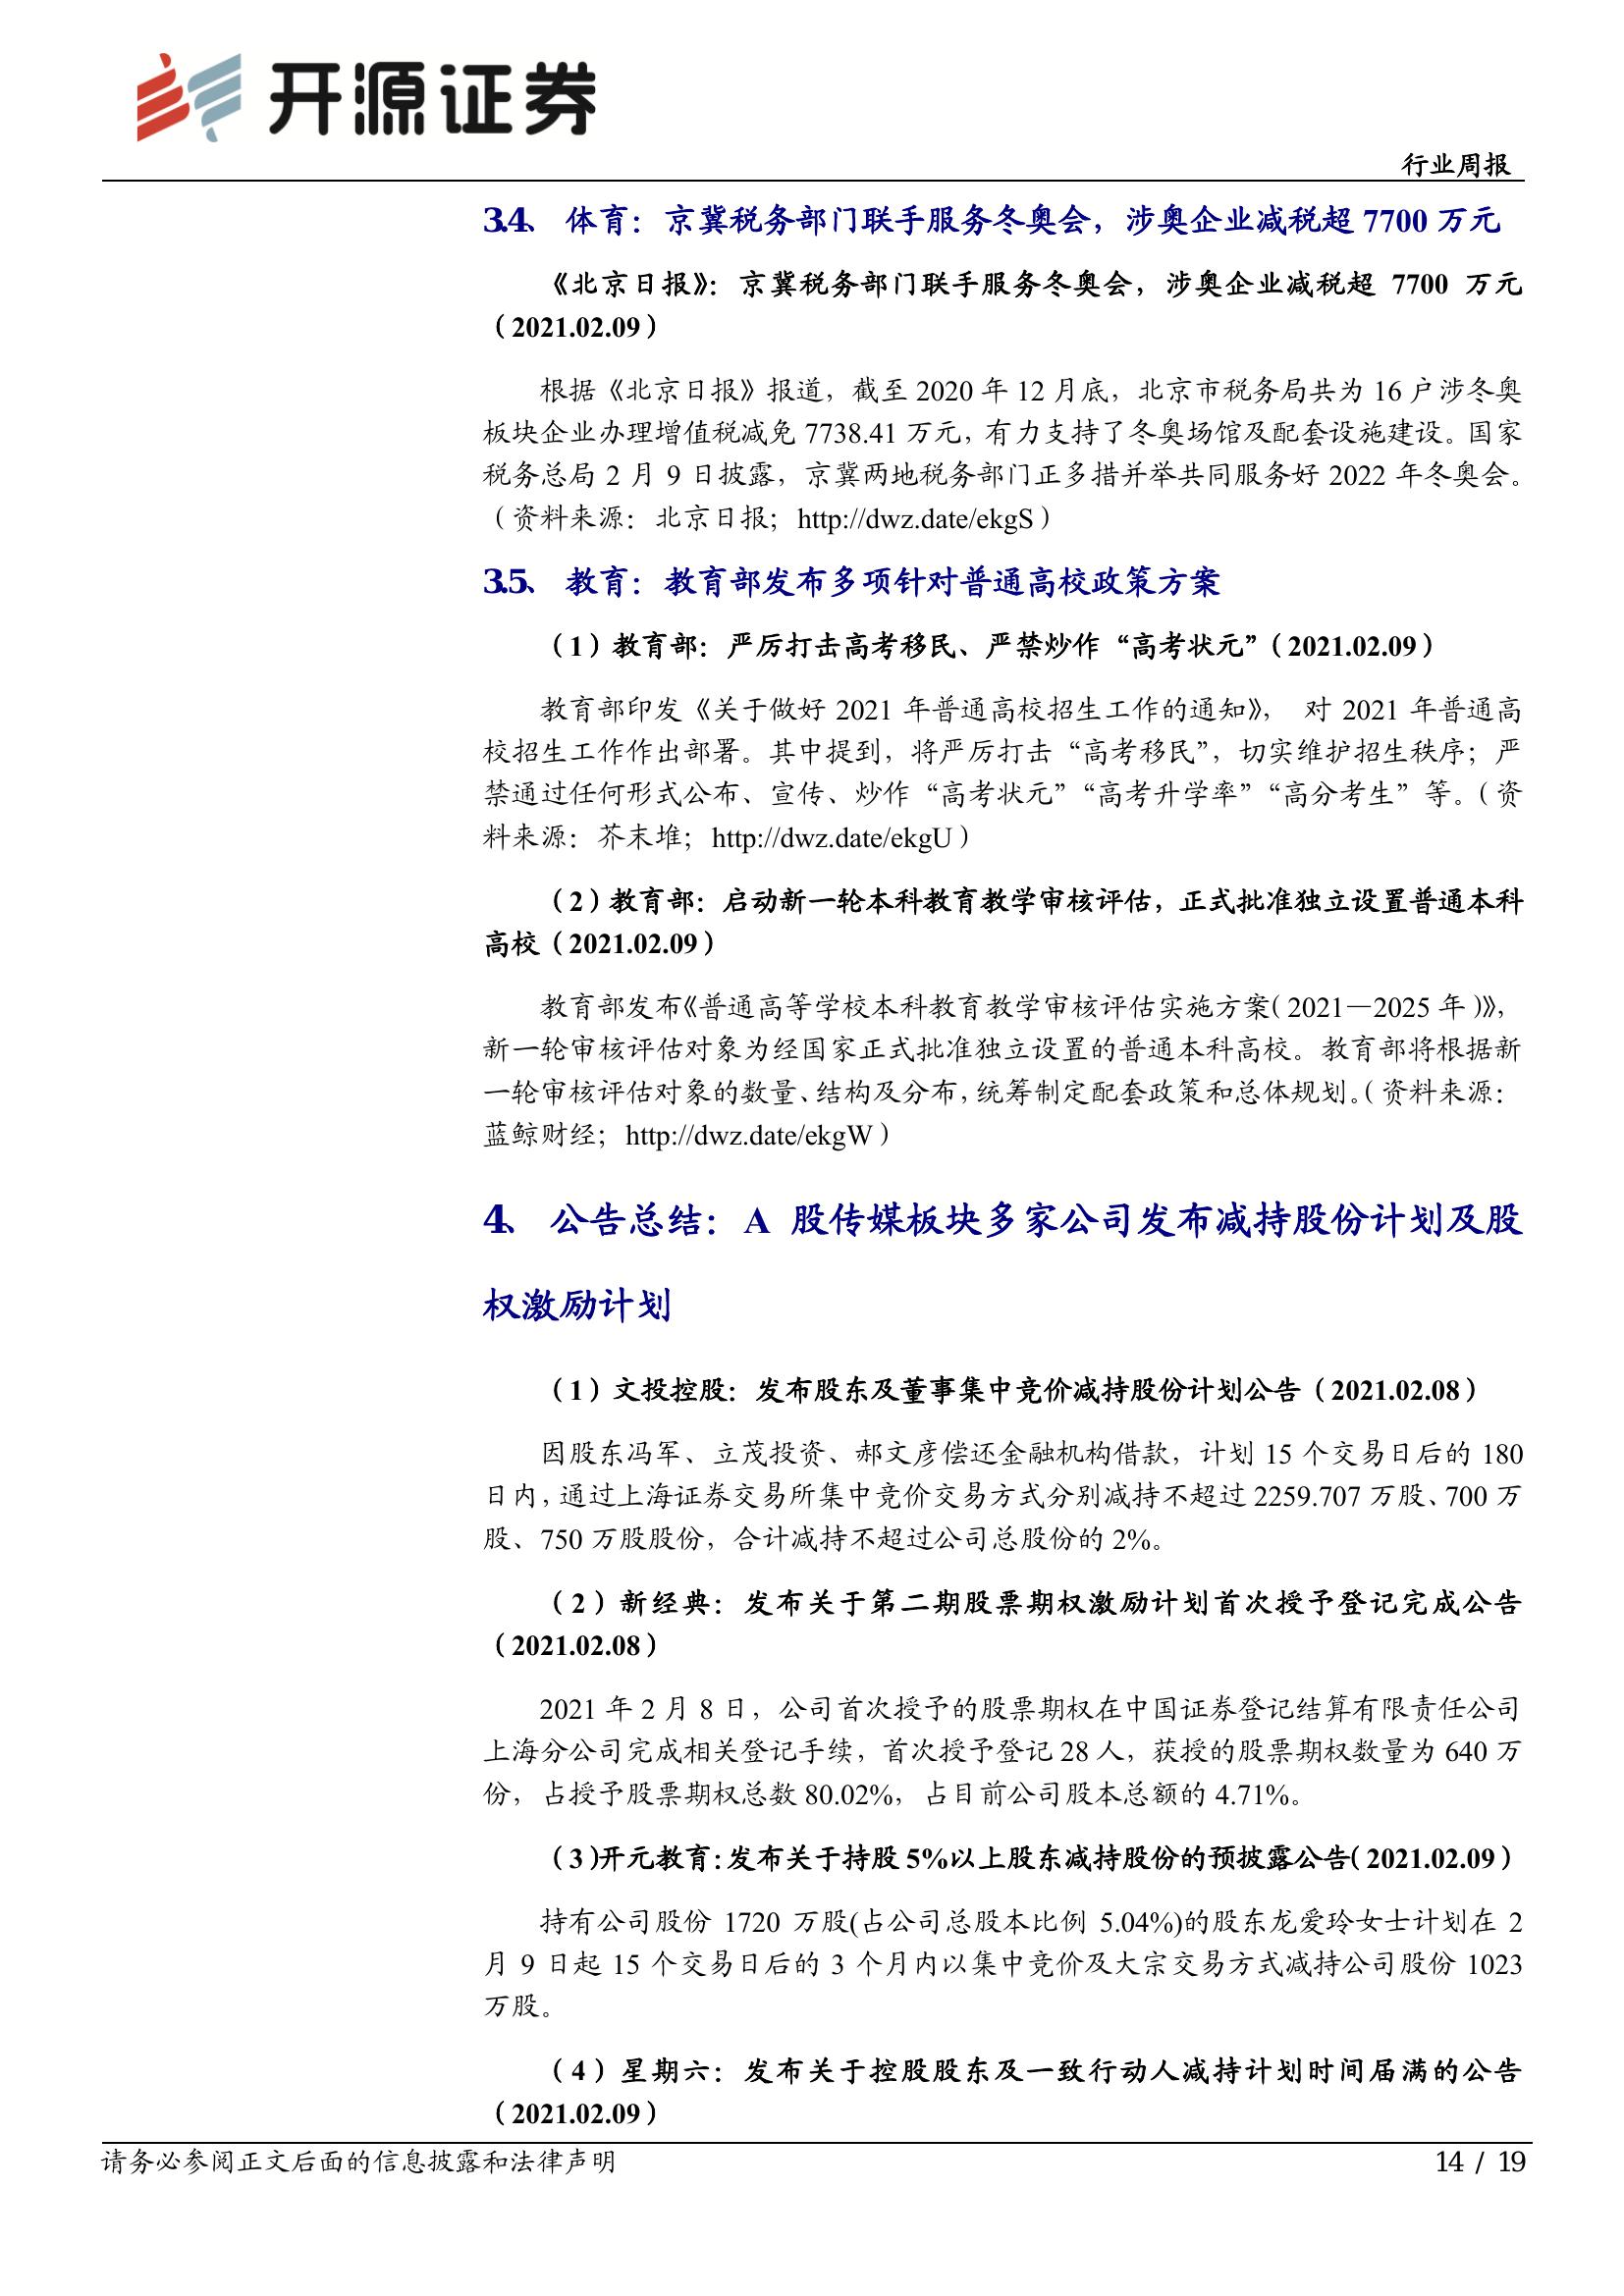 开源证券
行业周报
3.4、 体育：京冀税务部门联手服务冬奥会，涉奥企业减税超 7700 万元
《北京日报》：京冀税务部门联手服务冬奥会，涉奥企业减税超 7700 万元
（2021.02.09）
根据《北京日报》报道，截至 2020 年 12 月底，北京市税务局共为 16 户涉冬奥
板块企业办理增值税减免 7738.41 万元，有力支持了冬奥场馆及配套设施建设。国家
税务总局 2 月 9 日披露，京冀两地税务部门正多措并举共同服务好 2022 年冬奥会。
（资料来源：北京日报；http://dwz.date/ekgS）
3.5、 教育：教育部发布多项针对普通高校政策方案
（1）教育部：严厉打击高考移民、严禁炒作“高考状元”（2021.02.09）
教育部印发《关于做好 2021 年普通高校招生工作的通知》， 对 2021 年普通高
校招生工作作出部署。其中提到，将严厉打击“高考移民”，切实维护招生秩序；严
禁通过任何形式公布、宣传、炒作“高考状元”“高考升学率”“高分考生”等。（资
料来源：芥末堆；http://dwz.date/ekgU）
（2）教育部：启动新一轮本科教育教学审核评估，正式批准独立设置普通本科
高校（2021.02.09）
教育部发布《普通高等学校本科教育教学审核评估实施方案（2021—2025 年）》，
新一轮审核评估对象为经国家正式批准独立设置的普通本科高校。教育部将根据新
一轮审核评估对象的数量、结构及分布，统筹制定配套政策和总体规划。（资料来源：
蓝鲸财经；http://dwz.date/ekgW）
4、 公告总结：A 股传媒板块多家公司发布减持股份计划及股
权激励计划
（1）文投控股：发布股东及董事集中竞价减持股份计划公告（2021.02.08）
因股东冯军、立茂投资、郝文彦偿还金融机构借款，计划 15 个交易日后的 180
日内，通过上海证券交易所集中竞价交易方式分别减持不超过 2259.707 万股、700 万
股、750 万股股份，合计减持不超过公司总股份的 2%。
（2）新经典：发布关于第二期股票期权激励计划首次授予登记完成公告
（2021.02.08）
2021 年 2 月 8 日，公司首次授予的股票期权在中国证券登记结算有限责任公司
上海分公司完成相关登记手续，首次授予登记 28 人，获授的股票期权数量为 640 万
份，占授予股票期权总数 80.02%，占目前公司股本总额的 4.71%。
（3）开元教育：发布关于持股 5%以上股东减持股份的预披露公告（2021.02.09）
持有公司股份 1720 万股(占公司总股本比例 5.04%)的股东龙爱玲女士计划在 2
月 9 日起 15 个交易日后的 3 个月内以集中竞价及大宗交易方式减持公司股份 1023
万股。
（4）星期六：发布关于控股股东及一致行动人减持计划时间届满的公告
（2021.02.09）
请务必参阅正文后面的信息披露和法律声明
14 / 19